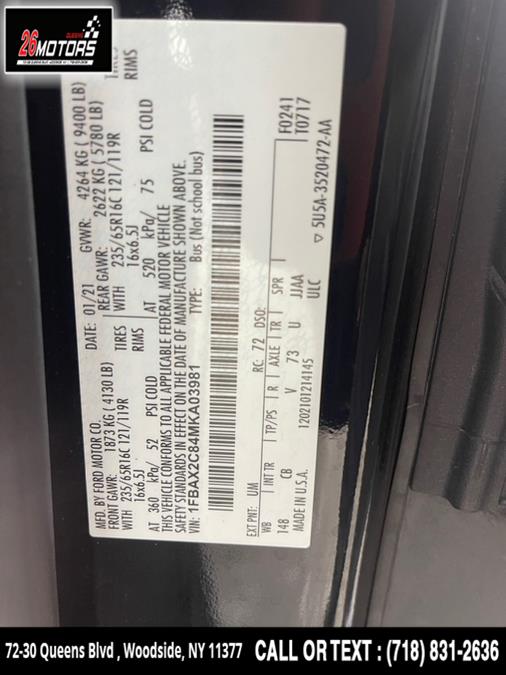 QUEENS
26MOTORS
MFD. BY FORD MOTOR CO. 01/21 GVWR: 4264 KG ( 9400 LB)
FRONT GAWR: 1873 KG ( 4130 LB) REAR GAWR: 2622 KG ( 5780 LB)
WITH 235/65R16C 121/119R TIRES WITH 235/65R16C 121/119R TIRES
16x6.5J RIMS 16x6.5J RIMS
AT 360 kPa/ 52 PSI COLD AT 520 kPa/ 75 PSI COLD
THIS VEHICLE CONFORMS TO ALL APPLICABLE FEDERAL MOTOR VEHICLE
SAFETY STANDARDS IN EFFECT ON THE DATE OF MANUFACTURE SHOWN ABOVE.
VIN: 1FBAX2C84MKA03981 TYPE: Bus (Not school bus)
EXT PNT: UM RC: 72 DSO: F0241
WB INT TR TP/PS R AXLE TR SPR T0717
148 CB V 73 U JJAA
MADE IN U.S.A. 1202101214145 ULC ▽ 5U5A-3520472-AA
72-30 Queens Blvd , Woodside, NY 11377 CALL OR TEXT : (718) 831-2636